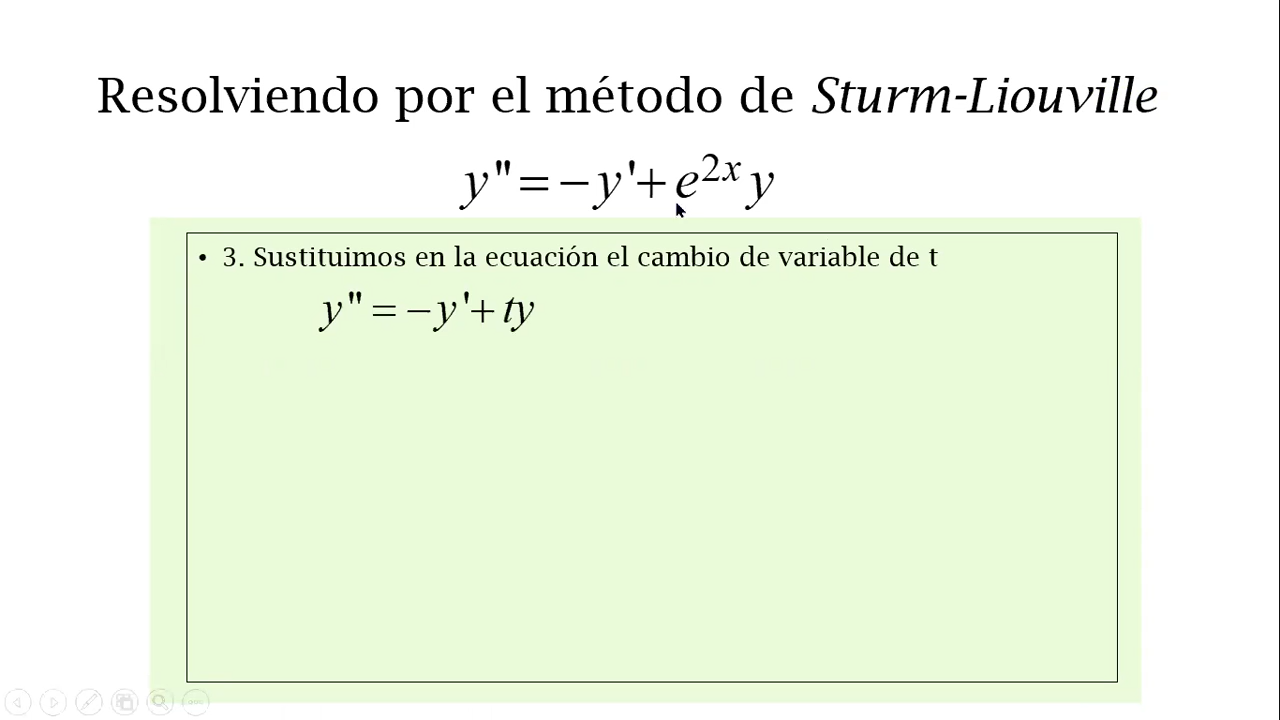 Resolviendo por el método de Sturm-Liouville
y''=−y'+e^{2x}y
• 3. Sustituimos en la ecuación el cambio de variable de t
y''=−y'+ty